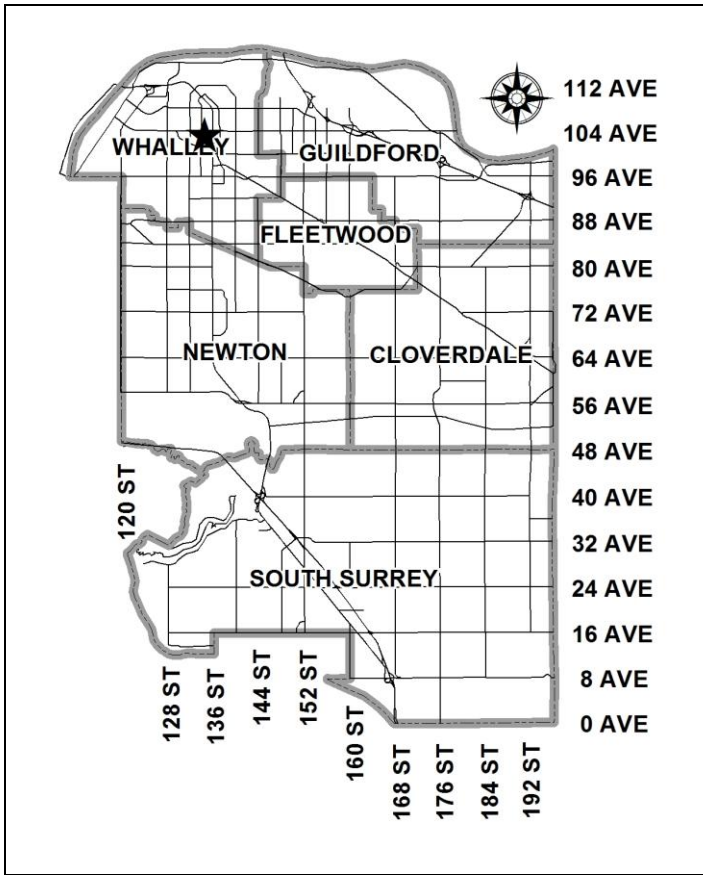 112 AVE
104 AVE
WHALLEY
GUILDFORD
96 AVE
88 AVE
FLEETWOOD
80 AVE
72 AVE
NEWTON
CLOVERDALE
64 AVE
56 AVE
48 AVE
120 ST
40 AVE
32 AVE
SOUTH SURREY
24 AVE
16 AVE
8 AVE
0 AVE
128 ST
136 ST
144 ST
152 ST
160 ST
168 ST
176 ST
184 ST
192 ST